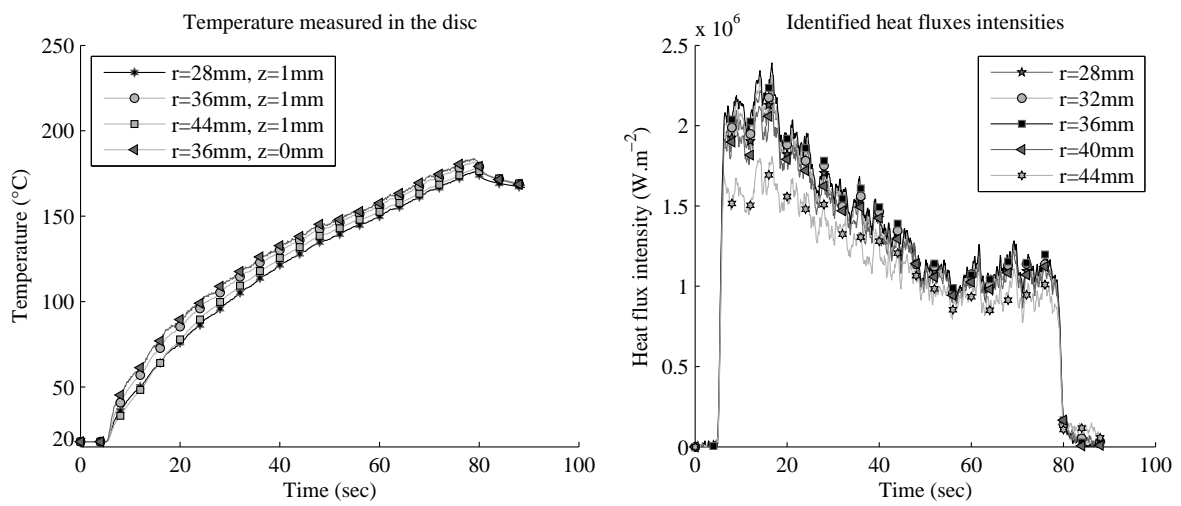 Temperature measured in the disc
250
200
150
100
50
20
Temperature (°C)
r=28mm, z=1mm
r=36mm, z=1mm
r=44mm, z=1mm
r=36mm, z=0mm
0 20 40 60 80 100
Time (sec)
Identified heat fluxes intensities
x 10^6
2.5
2
1.5
1
0.5
0
Heat flux intensity (W.m−2)
r=28mm
r=32mm
r=36mm
r=40mm
r=44mm
0 20 40 60 80 100
Time (sec)